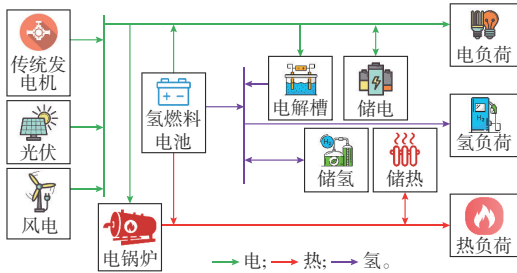 传统发
电机
光伏
风电
氢燃料
电池
电锅炉
电解槽
储电
储氢
储热
电负荷
H₂
氢负荷
热负荷
电; 热; 氢。